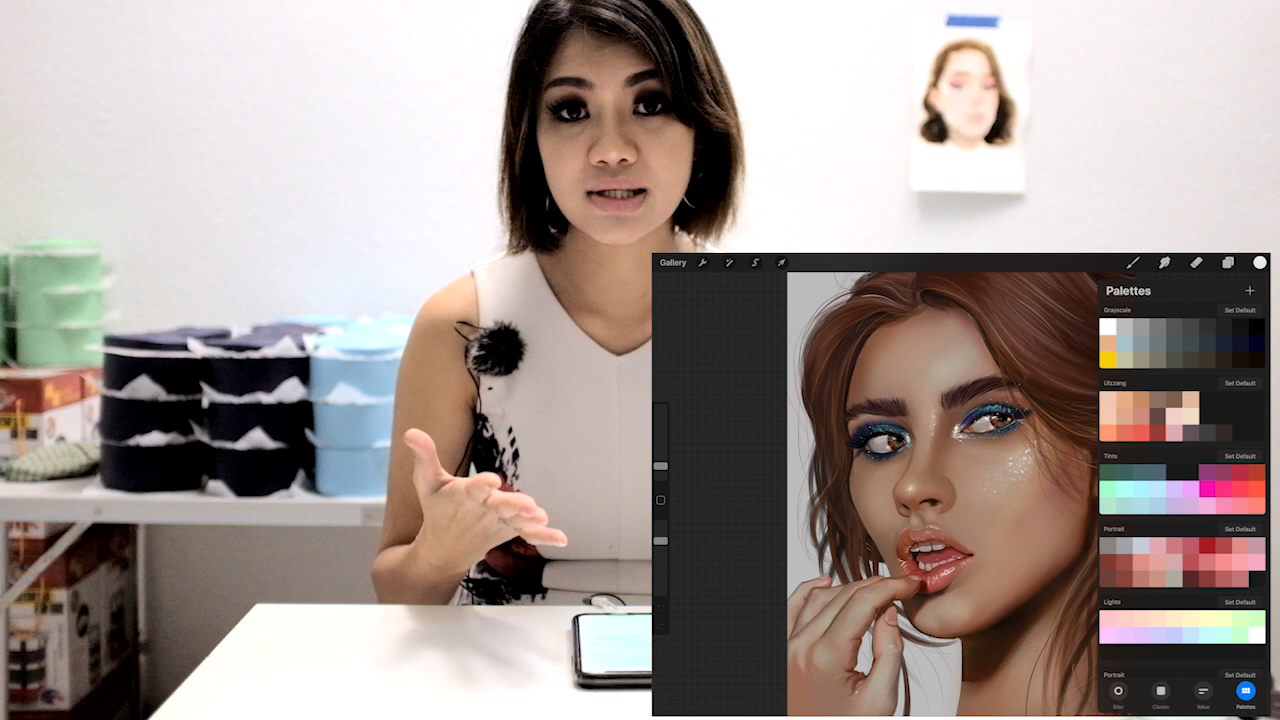 Gallery
Palettes
Grayscale
Set Default
Ulzzang
Set Default
Tints
Set Default
Portrait
Set Default
Lights
Set Default
Portrait
Set Default
Disc
Classic
Value
Palettes